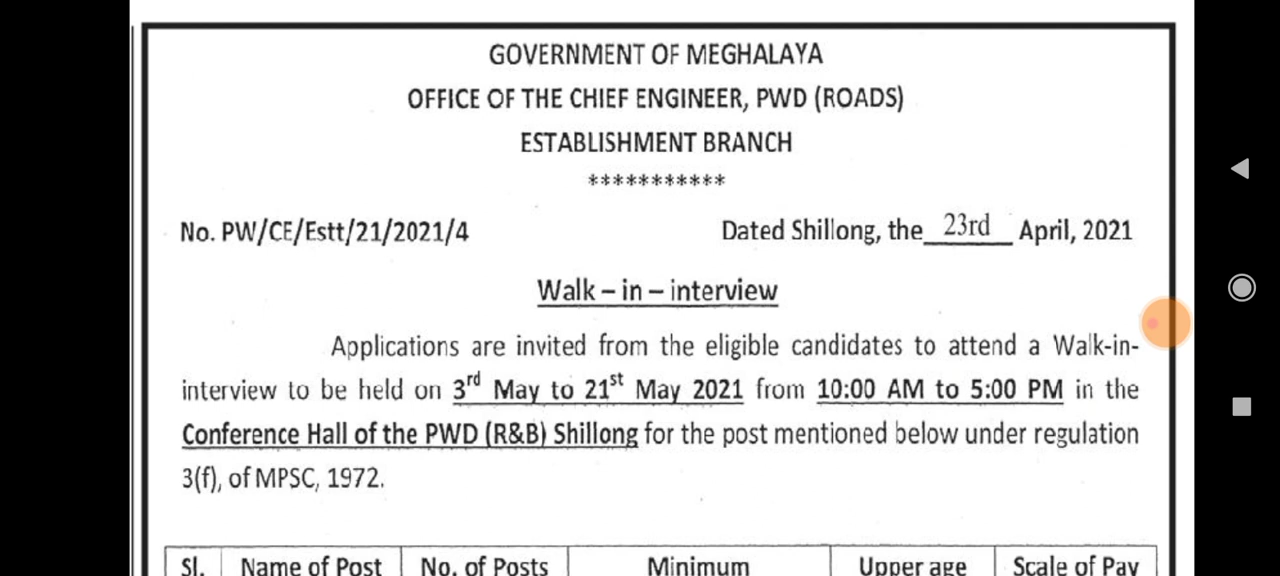 GOVERNMENT OF MEGHALAYA
OFFICE OF THE CHIEF ENGINEER, PWD (ROADS)
ESTABLISHMENT BRANCH
***********
No. PW/CE/Estt/21/2021/4 Dated Shillong, the 23rd April, 2021
Walk – in – interview
Applications are invited from the eligible candidates to attend a Walk-in-
interview to be held on 3rd May to 21st May 2021 from 10:00 AM to 5:00 PM in the
Conference Hall of the PWD (R&B) Shillong for the post mentioned below under regulation
3(f), of MPSC, 1972.
Sl. Name of Post No. of Posts Minimum Upper age Scale of Pay